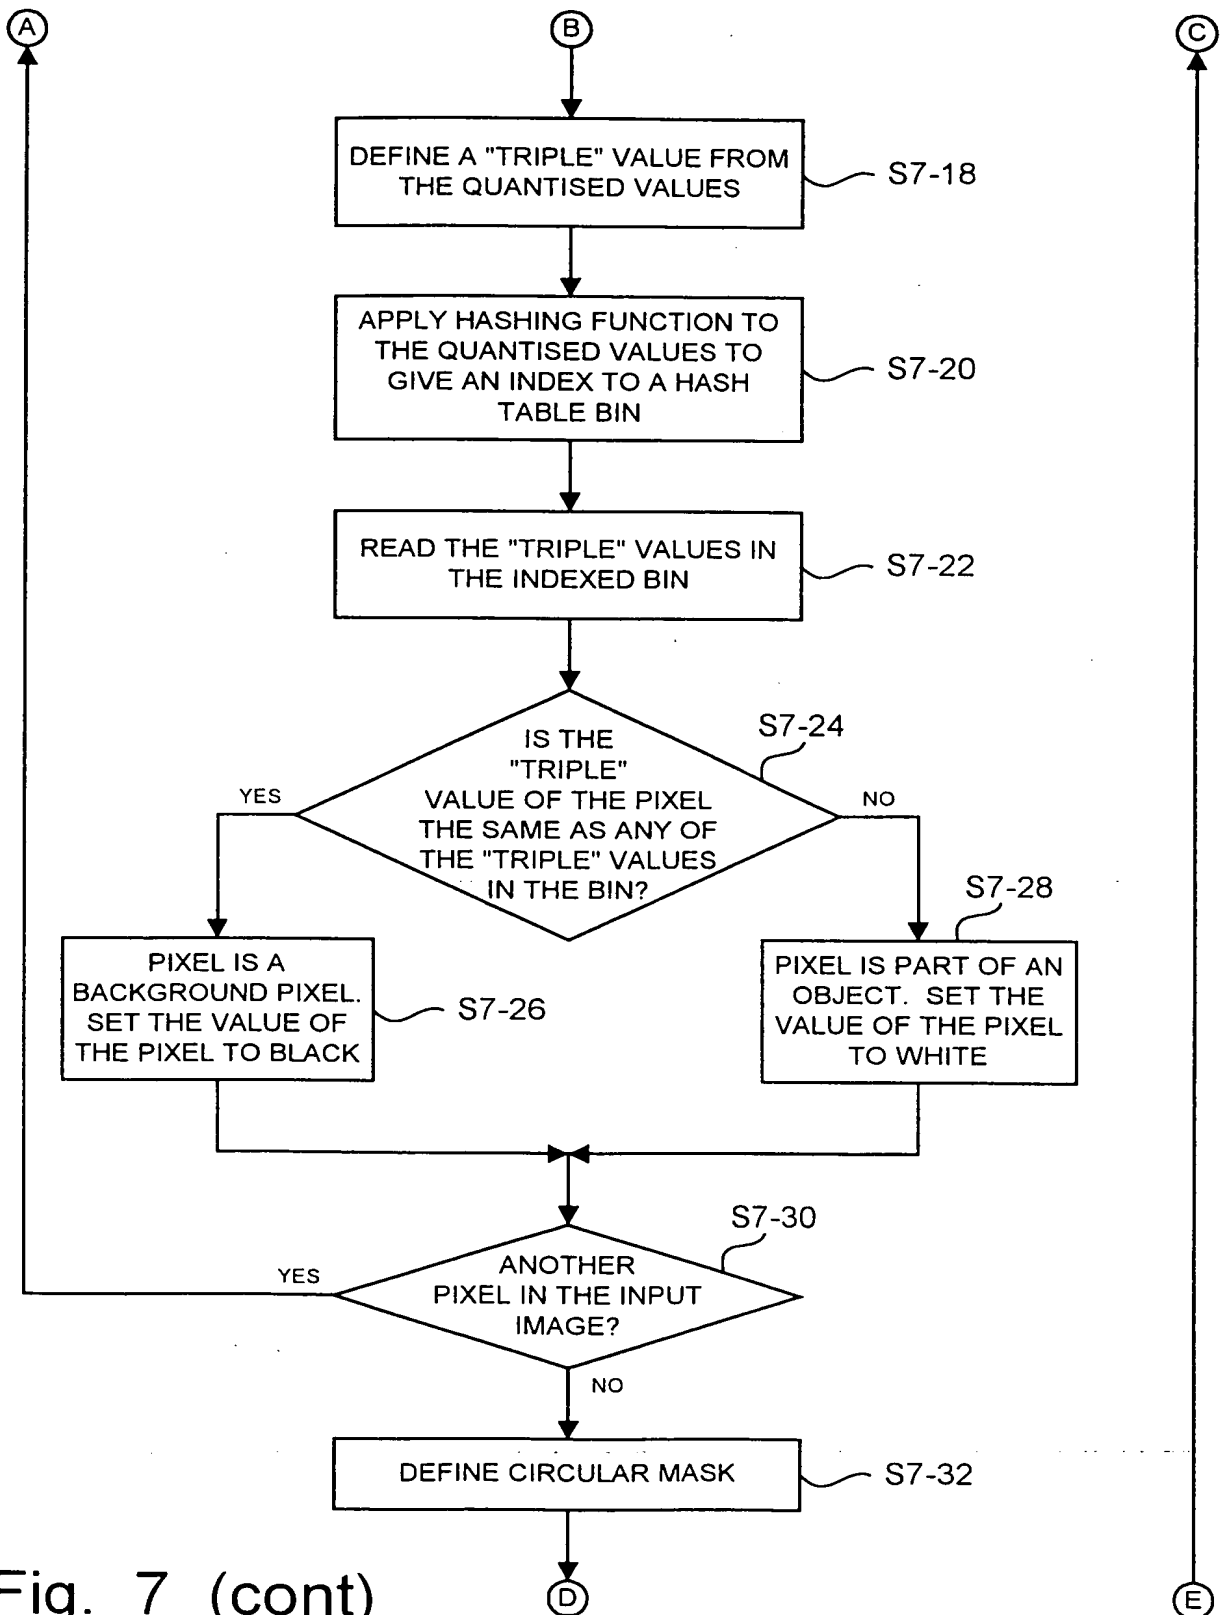 A
B
C
DEFINE A "TRIPLE" VALUE FROM
THE QUANTISED VALUES
S7-18
APPLY HASHING FUNCTION TO
THE QUANTISED VALUES TO
GIVE AN INDEX TO A HASH
TABLE BIN
S7-20
READ THE "TRIPLE" VALUES IN
THE INDEXED BIN
S7-22
IS THE
"TRIPLE"
VALUE OF THE PIXEL
THE SAME AS ANY OF
THE "TRIPLE" VALUES
IN THE BIN?
S7-24
YES
NO
PIXEL IS A
BACKGROUND PIXEL.
SET THE VALUE OF
THE PIXEL TO BLACK
S7-26
S7-28
PIXEL IS PART OF AN
OBJECT. SET THE
VALUE OF THE PIXEL
TO WHITE
S7-30
ANOTHER
PIXEL IN THE INPUT
IMAGE?
YES
NO
DEFINE CIRCULAR MASK
S7-32
Fig. 7 (cont)
D
E